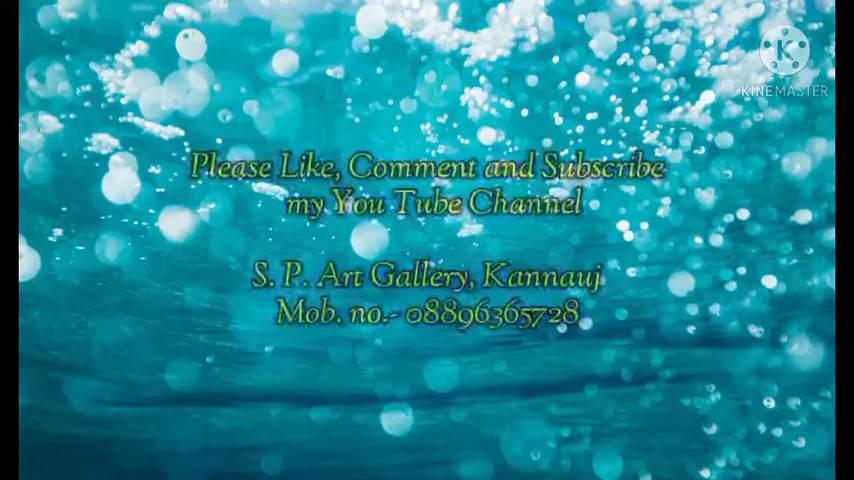 KINEMASTER
Please Like, Comment and Subscribe
my You Tube Channel
S. P. Art Gallery, Kannauj
Mob. no.- 08896365728